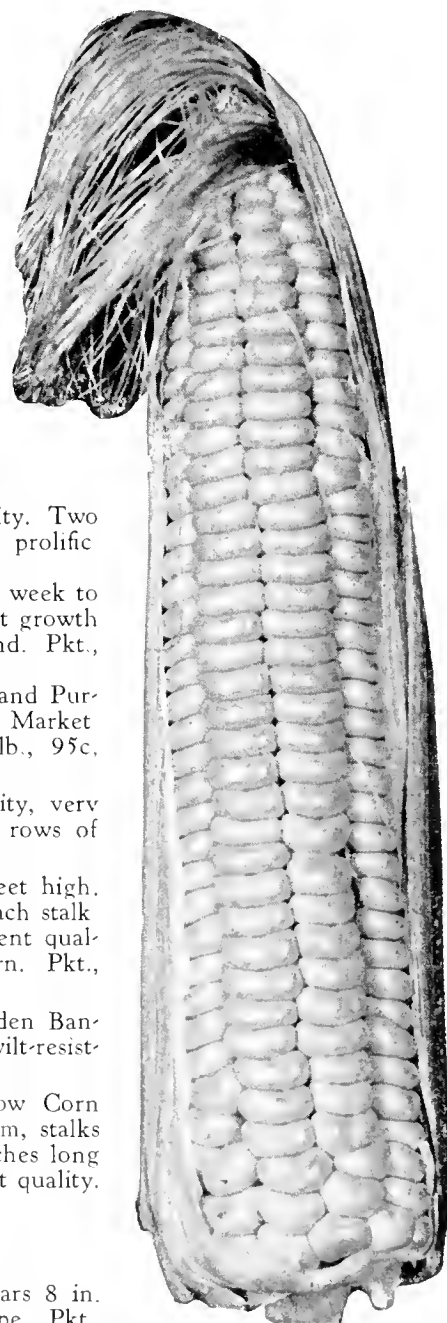 ity. Two
prolific
week to
t growth
nd. Pkt.,
and Pur-
Market
lb., 95c,
ity, very
rows of
eet high.
ach stalk
ent qual-
rn. Pkt.,
den Ban-
wilt-resist-
ow Corn
m, stalks
ches long
t quality.
ars 8 in.
ne. Pkt.